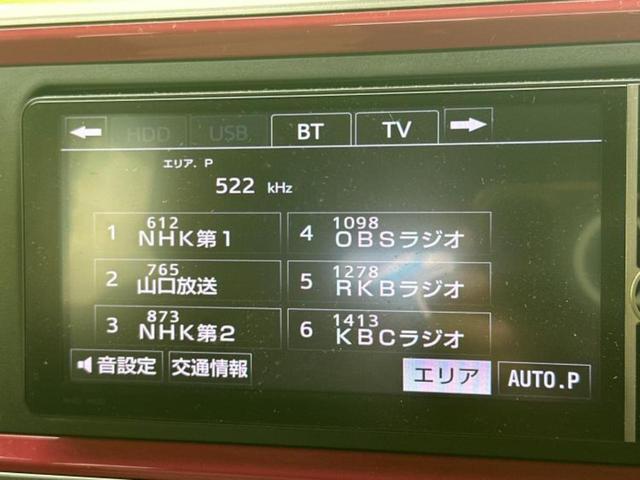 HDD USB BT TV
エリア. P
522 kHz
1 612 NHK第1
4 1098 OBSラジオ
2 765 山口放送
5 1278 RKBラジオ
3 873 NHK第2
6 1413 KBCラジオ
音設定 交通情報 エリア AUTO.P